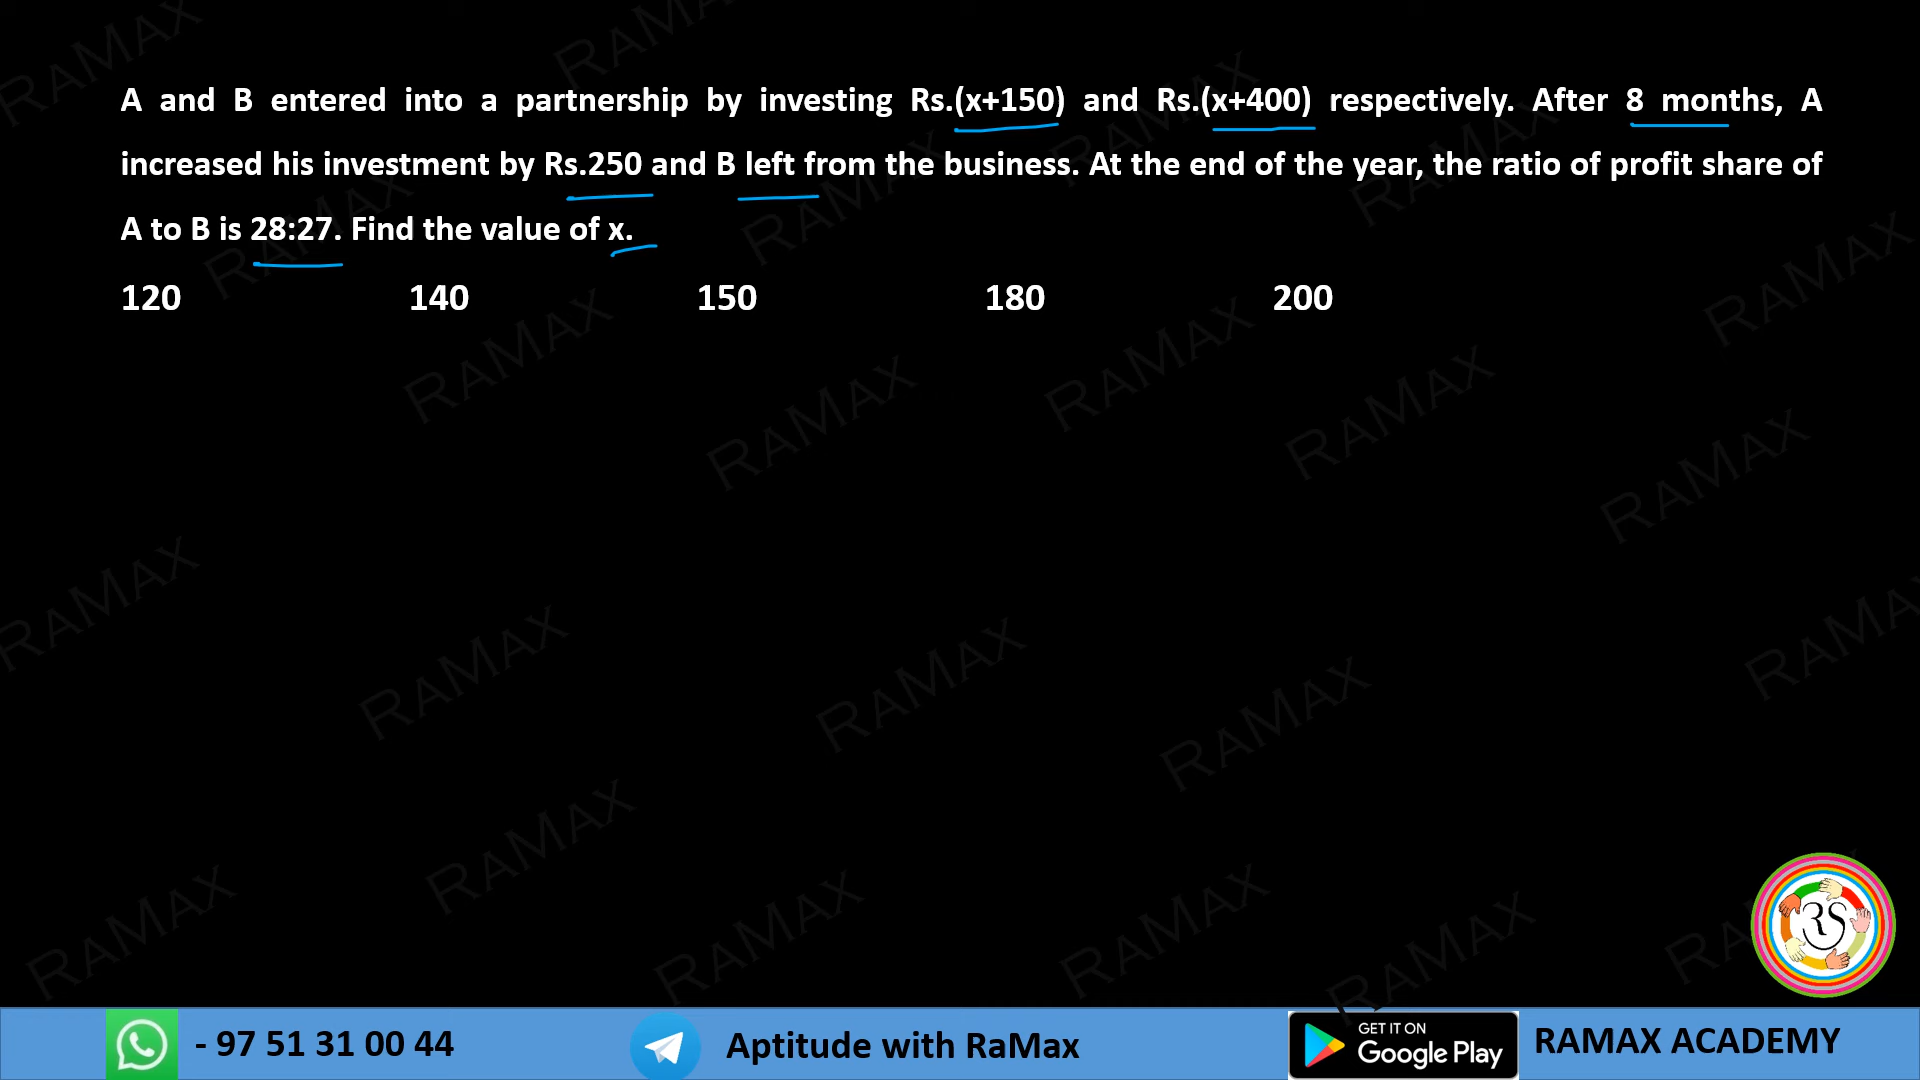 A and B entered into a partnership by investing Rs.(x+150) and Rs.(x+400) respectively. After 8 months, A
increased his investment by Rs.250 and B left from the business. At the end of the year, the ratio of profit share of
A to B is 28:27. Find the value of x.
120 140 150 180 200
- 97 51 31 00 44 Aptitude with RaMax GET IT ON Google Play RAMAX ACADEMY